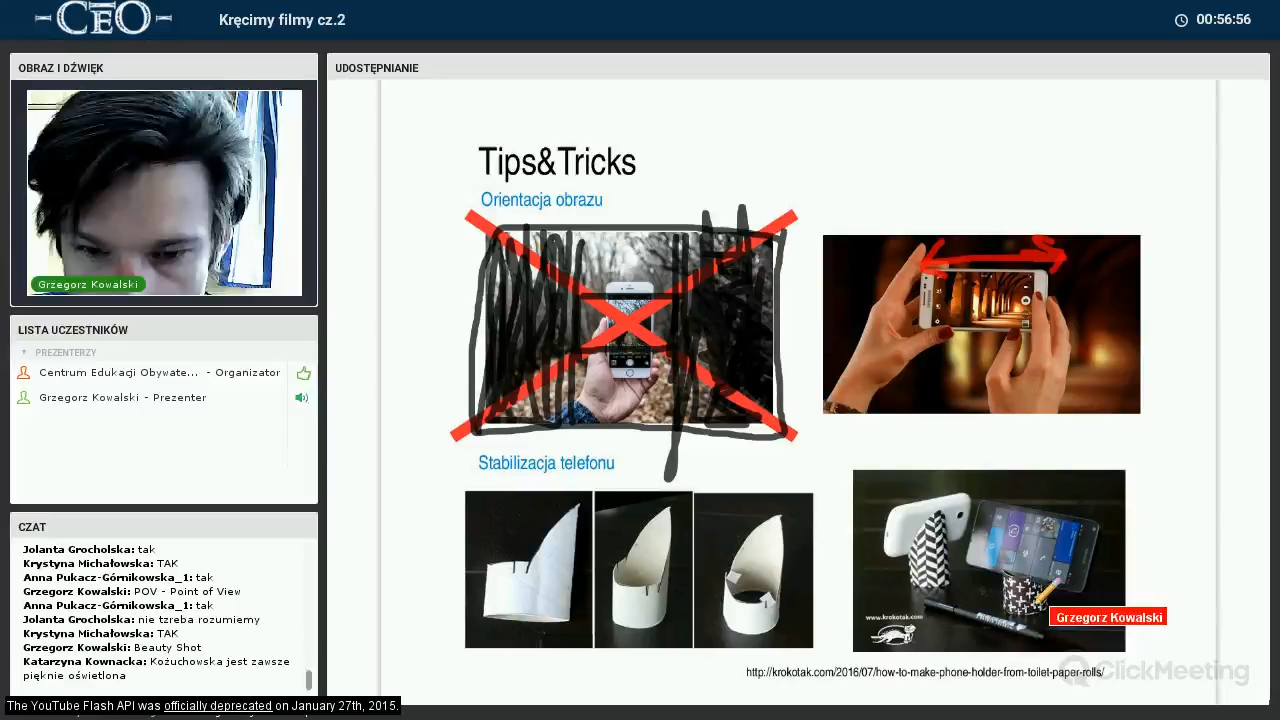 CEO
Kręcimy filmy cz.2
00:56:56
OBRAZ I DŹWIĘK
Grzegorz Kowalski
LISTA UCZESTNIKÓW
PREZENTERZY
Centrum Edukacji Obywate... - Organizator
Grzegorz Kowalski - Prezenter
CZAT
Jolanta Grocholska: tak
Krystyna Michałowska: TAK
Anna Pukacz-Górnikowska_1: tak
Grzegorz Kowalski: POV - Point of View
Anna Pukacz-Górnikowska_1: tak
Jolanta Grocholska: nie tzreba rozumiemy
Krystyna Michałowska: TAK
Grzegorz Kowalski: Beauty Shot
Katarzyna Kownacka: Kożuchowska jest zawsze
pięknie oświetlona
The YouTube Flash API was officially deprecated on January 27th, 2015.
UDOSTĘPNIANIE
Tips&Tricks
Orientacja obrazu
Stabilizacja telefonu
www.krokotak.com
Grzegorz Kowalski
http://krokotak.com/2016/07/how-to-make-phone-holder-from-toilet-paper-rolls/
ClickMeeting